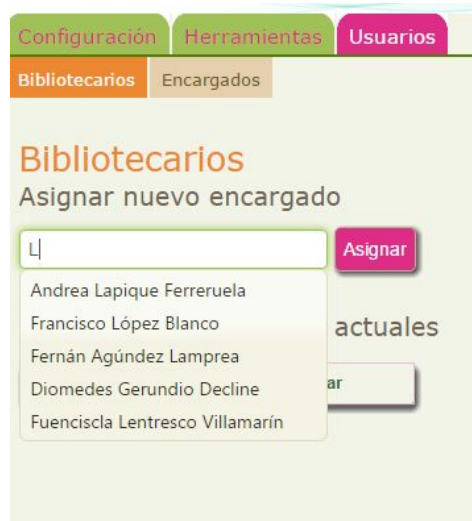 Configuración Herramientas Usuarios
Bibliotecarios Encargados
Bibliotecarios
Asignar nuevo encargado
L Asignar
Andrea Lapique Ferreruela
Francisco López Blanco
actuales
Fernán Agúndez Lamprea
Diomedes Gerundio Decline
ar
Fuenciscla Lentresco Villamarín